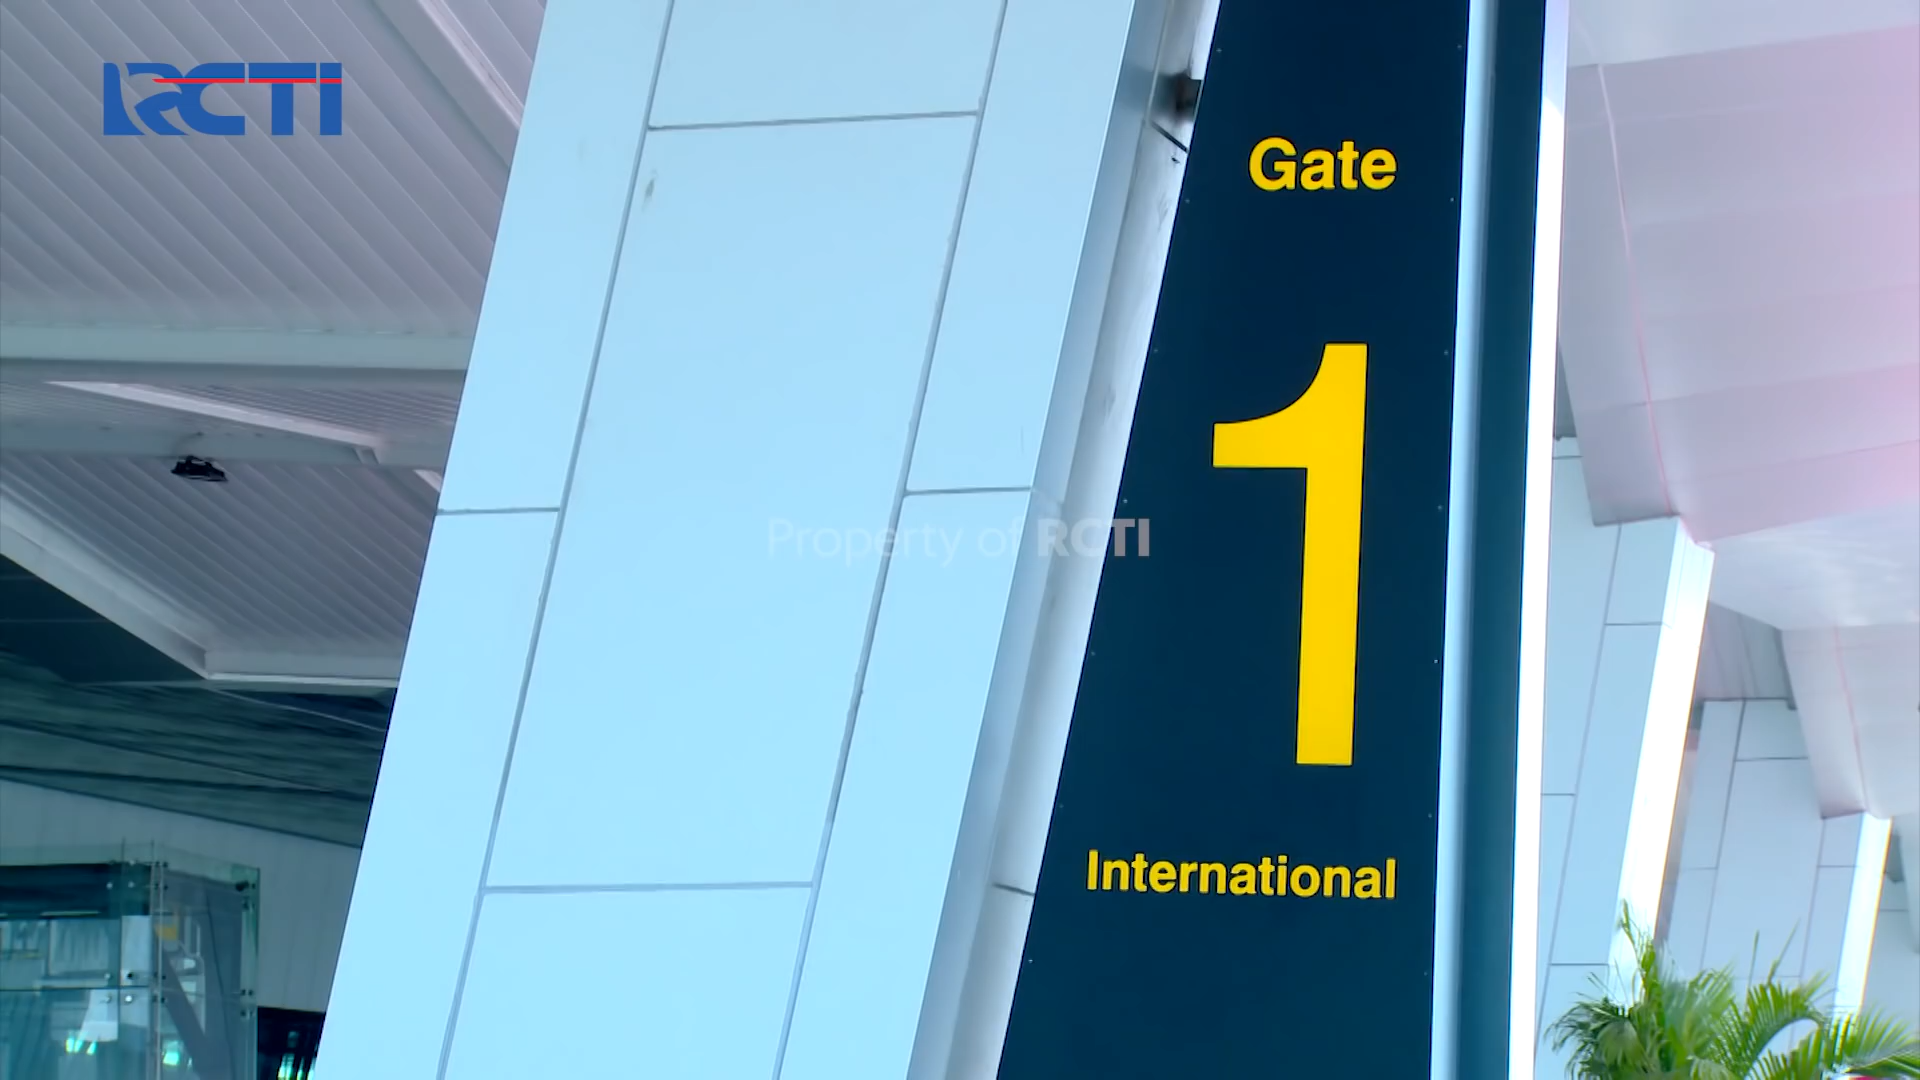 RCTI
Gate
1
Property of RCTI
International